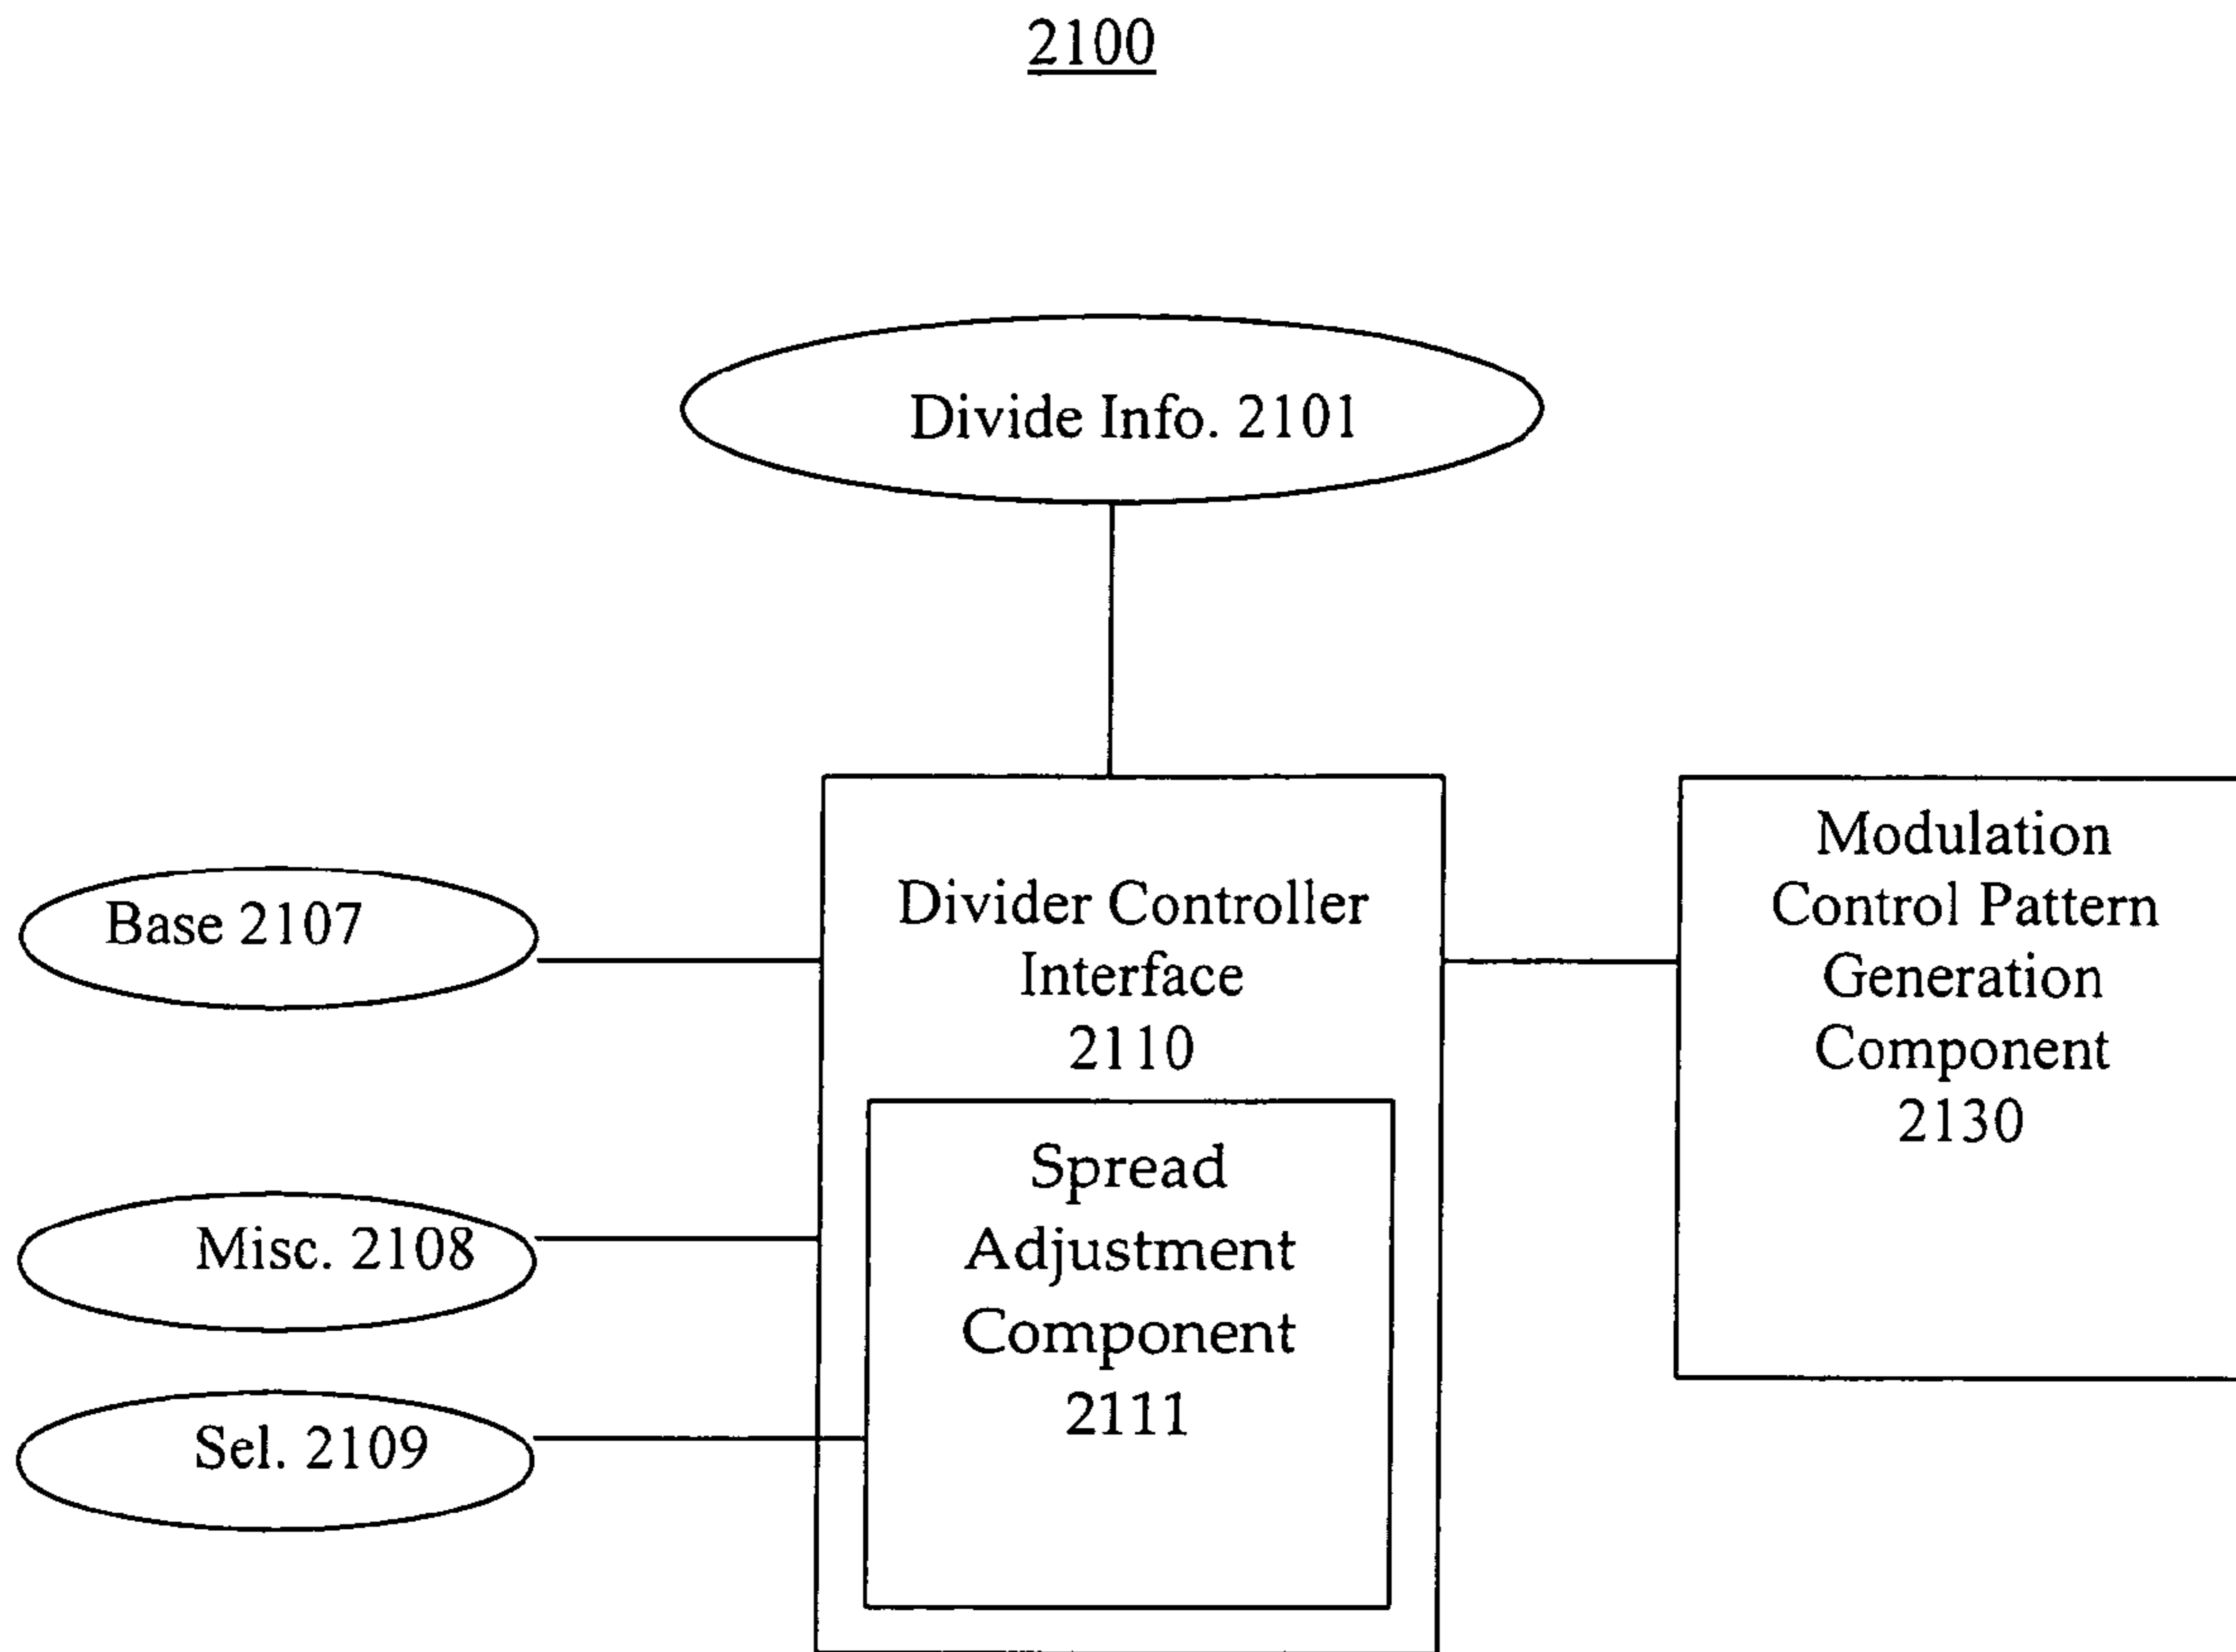 2100
Divide Info. 2101
Base 2107
Misc. 2108
Sel. 2109
Divider Controller
Interface
2110
Spread
Adjustment
Component
2111
Modulation
Control Pattern
Generation
Component
2130